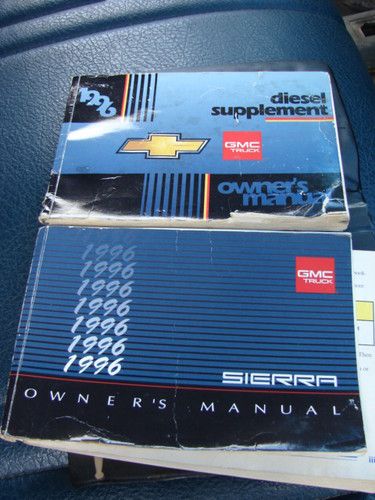 1996
diesel
supplement
GMC
TRUCK
owner's
manual
1996
1996
1996
1996
1996
1996
1996
GMC
TRUCK
SIERRA
OWNER'S MANUAL